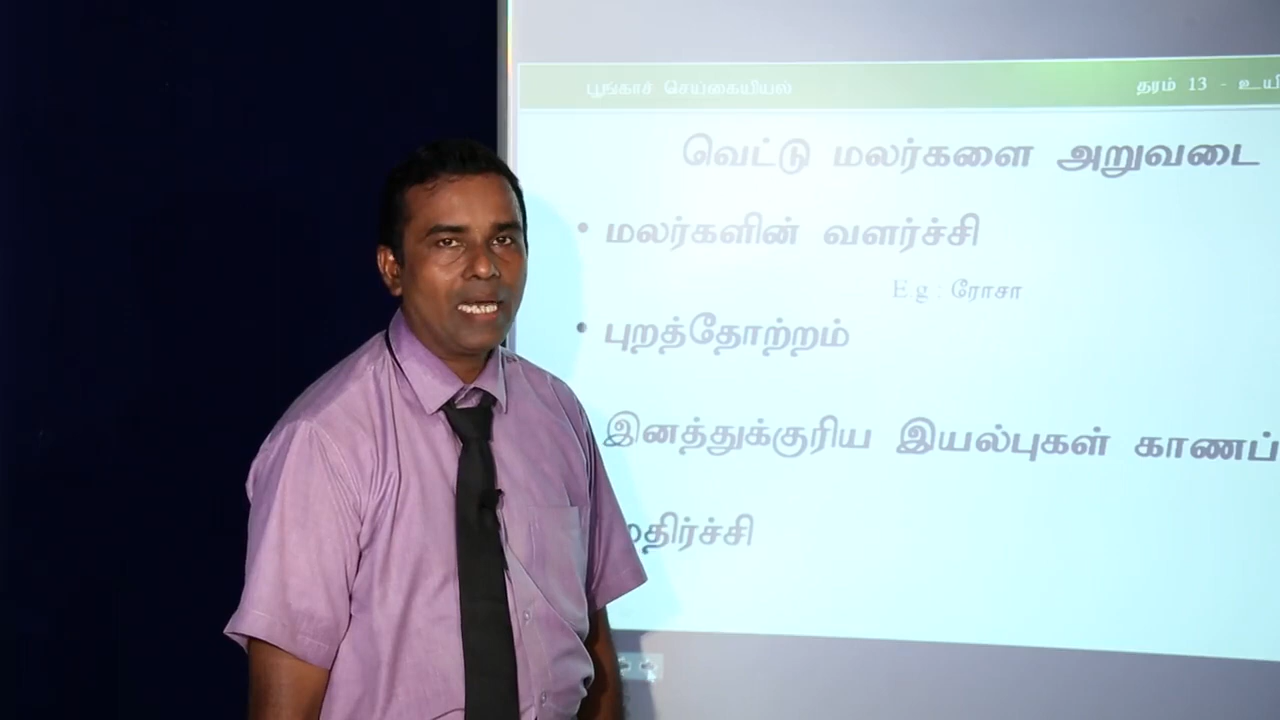 பூங்காச் செய்கையியல்
தரம் 13 -
வெட்டு மலர்களை அறுவடை
• மலர்களின் வளர்ச்சி
E.g : ரோசா
• புறத்தோற்றம்
இனத்துக்குரிய இயல்புகள்